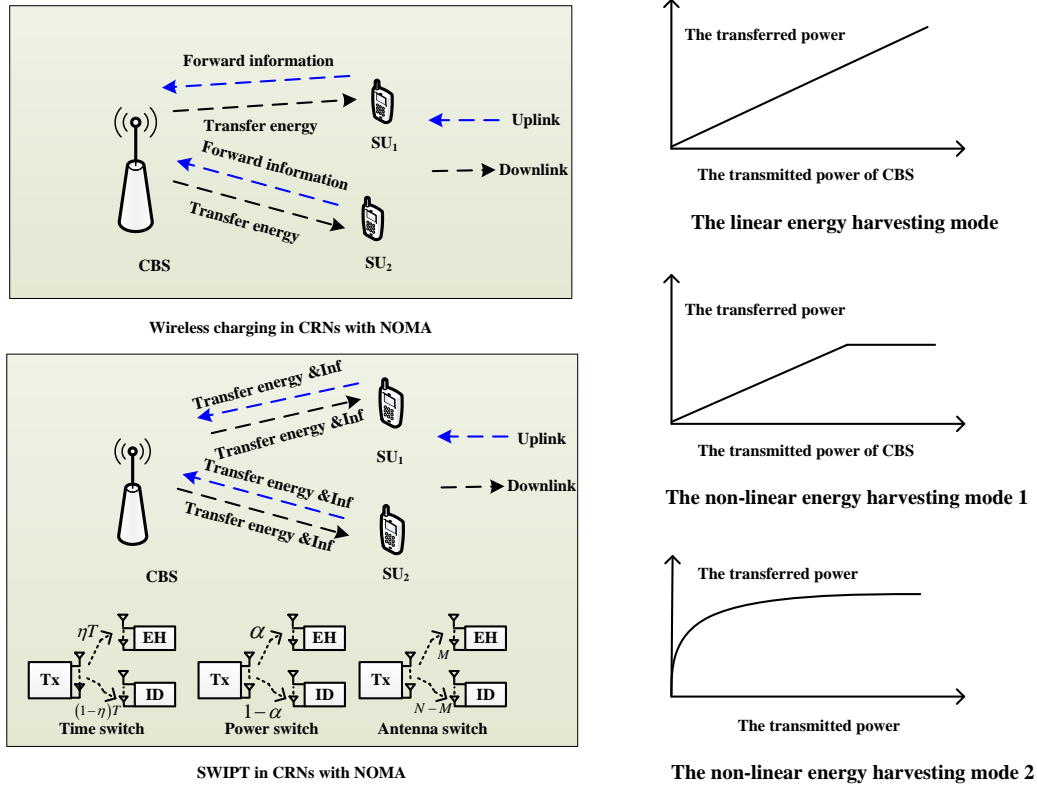 Forward information
Transfer energy
SU1
Uplink
Forward information
Downlink
Transfer energy
CBS
SU2
Wireless charging in CRNs with NOMA
Transfer energy &Inf
Transfer energy &Inf
SU1
Uplink
Transfer energy &Inf
Downlink
Transfer energy &Inf
CBS
SU2
ηT
EH
Tx
ID
(1−η)T
Time switch
α
EH
Tx
ID
1−α
Power switch
M
EH
Tx
ID
N−M
Antenna switch
SWIPT in CRNs with NOMA
The transferred power
The transmitted power of CBS
The linear energy harvesting mode
The transferred power
The transmitted power of CBS
The non-linear energy harvesting mode 1
The transferred power
The transmitted power
The non-linear energy harvesting mode 2